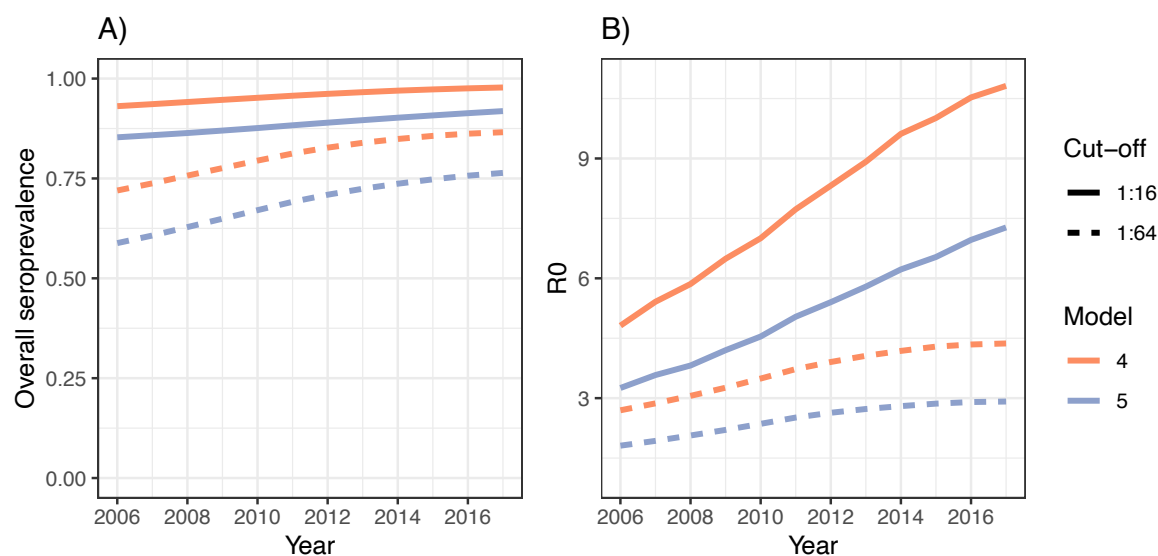 A)
Overall seroprevalence
1.00
0.75
0.50
0.25
0.00
2006 2008 2010 2012 2014 2016
Year
B)
R0
9
6
3
2006 2008 2010 2012 2014 2016
Year
Cut−off
1:16
1:64
Model
4
5